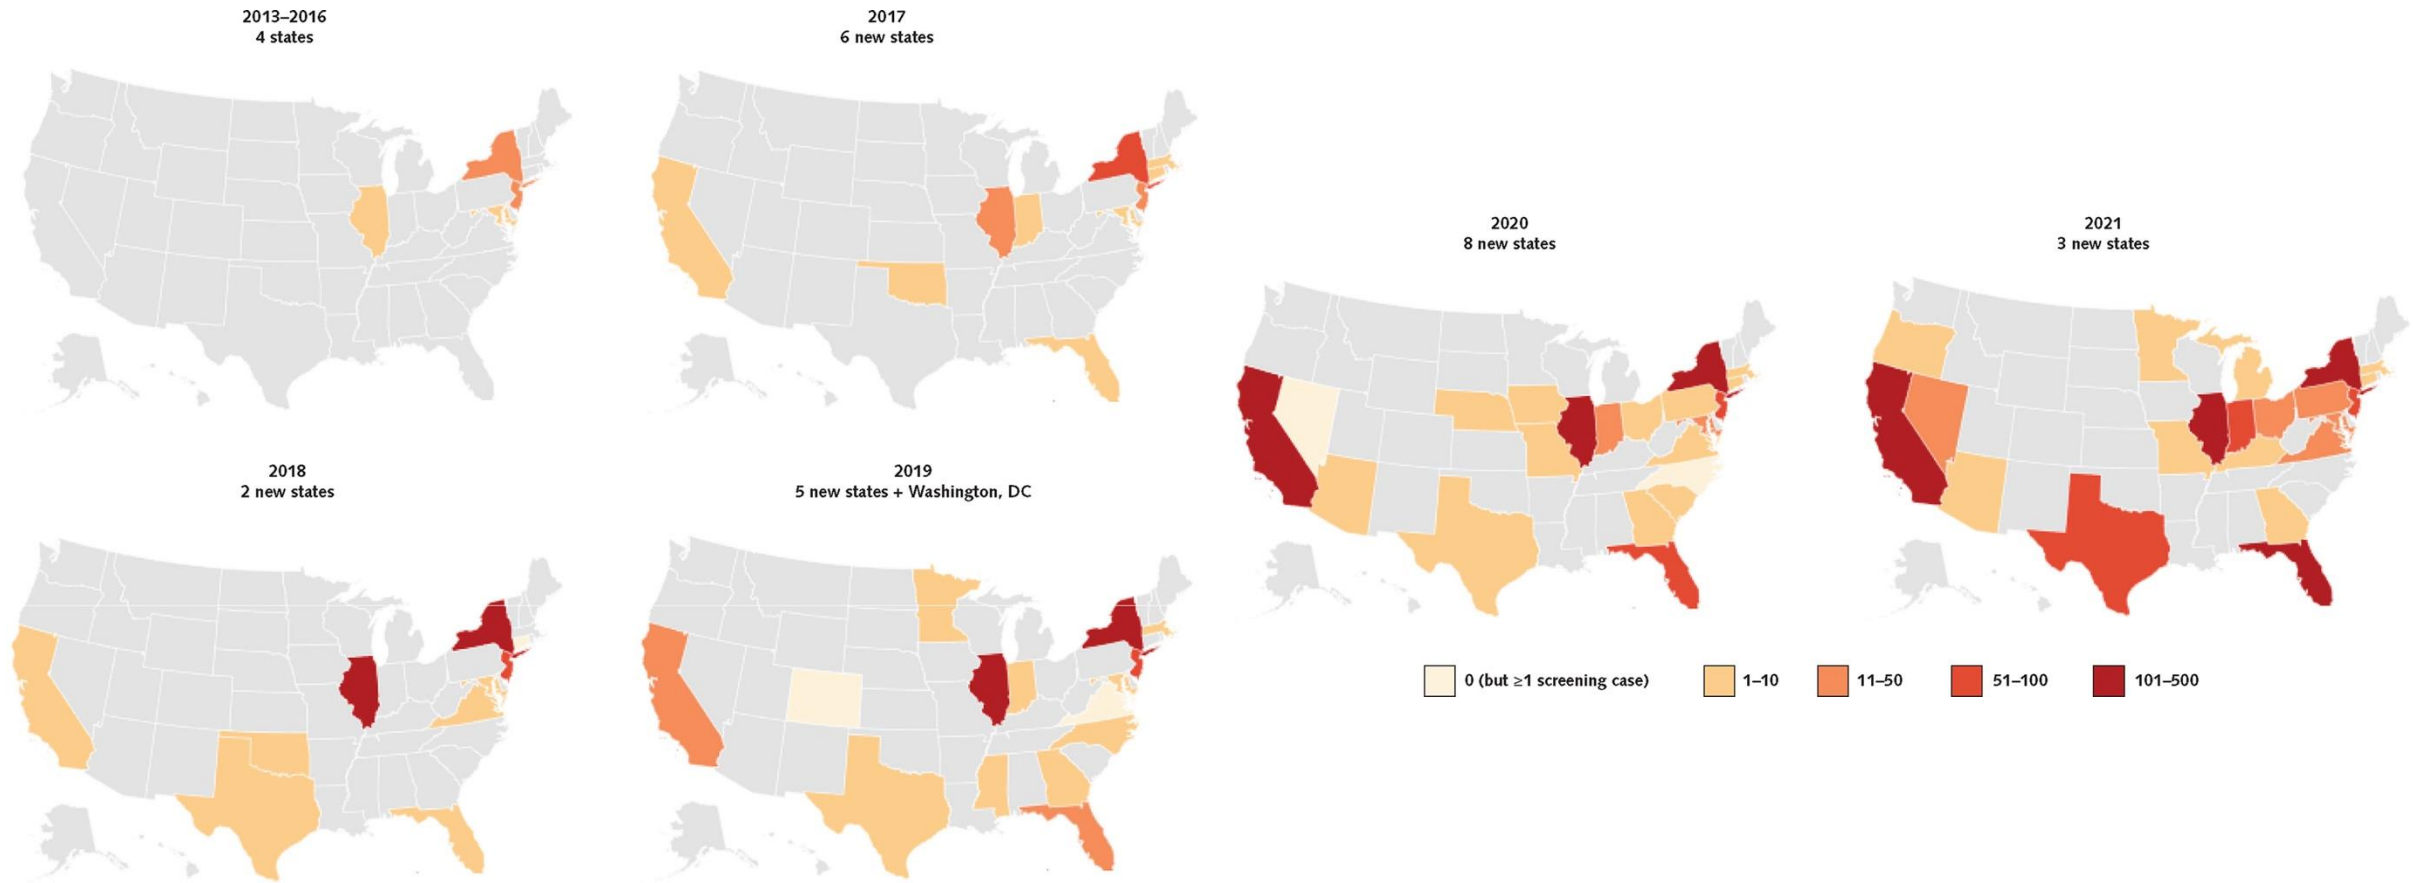 2013–2016
4 states
2017
6 new states
2018
2 new states
2019
5 new states + Washington, DC
2020
8 new states
2021
3 new states
0 (but ≥1 screening case)
1–10
11–50
51–100
101–500